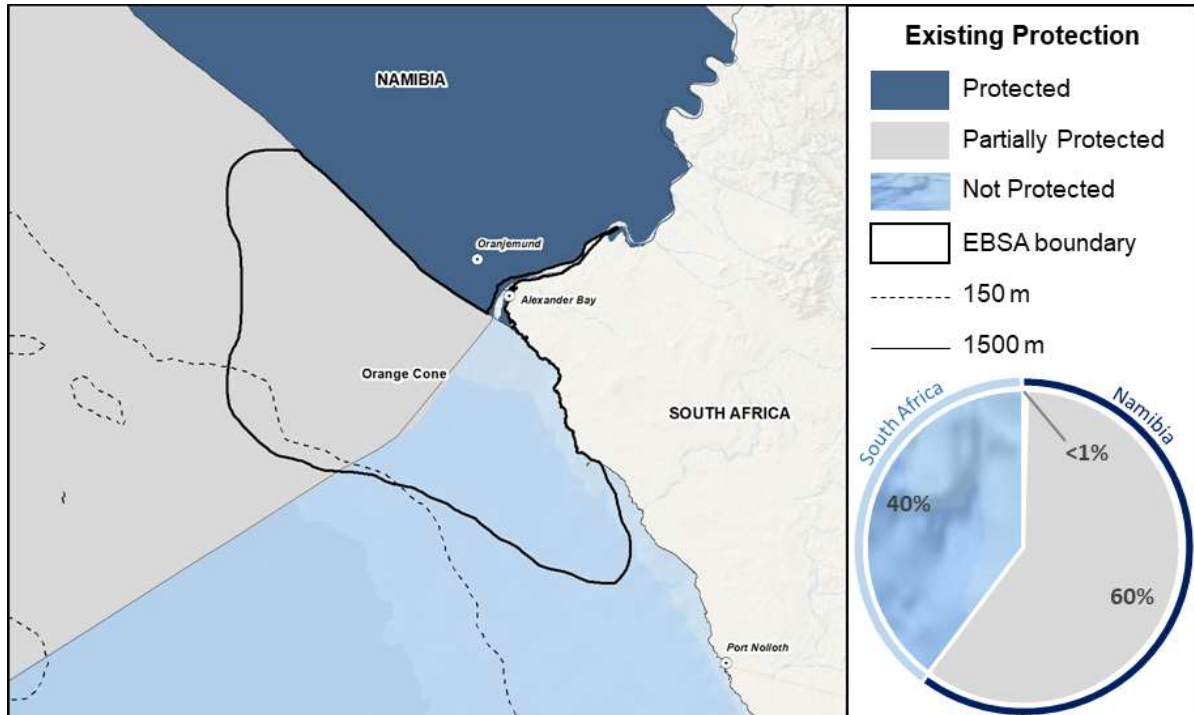 NAMIBIA
Oranjemund
Alexander Bay
Orange Cone
SOUTH AFRICA
Port Nolloth
Existing Protection
Protected
Partially Protected
Not Protected
EBSA boundary
150 m
1500 m
South Africa
Namibia
<1%
40%
60%